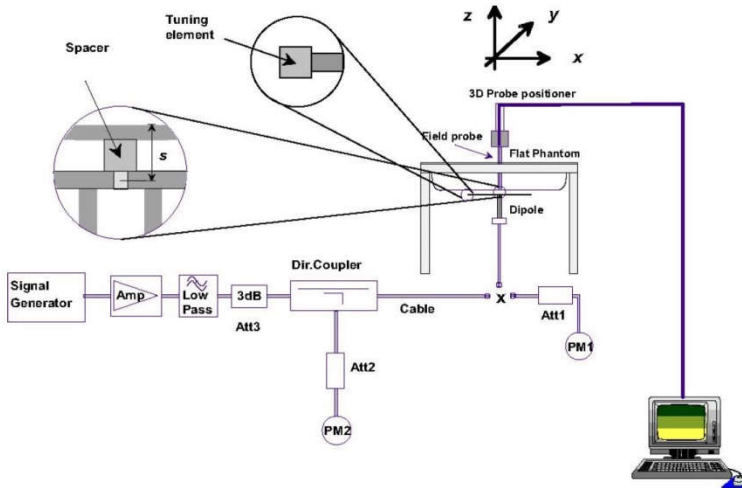 Tuning
element
z
y
x
Spacer
3D Probe positioner
s
Field probe
Flat Phantom
Dipole
Dir.Coupler
Signal
Generator
Amp
Low
Pass
3dB
Att3
Cable
x
Att1
PM1
Att2
PM2